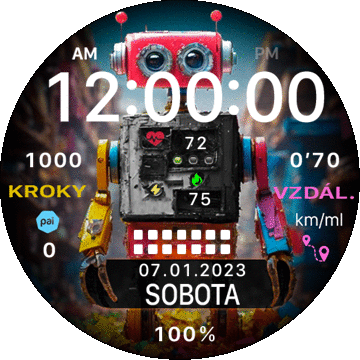 AM PM
12:00:00
72
1000 0'70
KROKY VZDÁL.
75
pai km/ml
0
07.01.2023
SOBOTA
100%